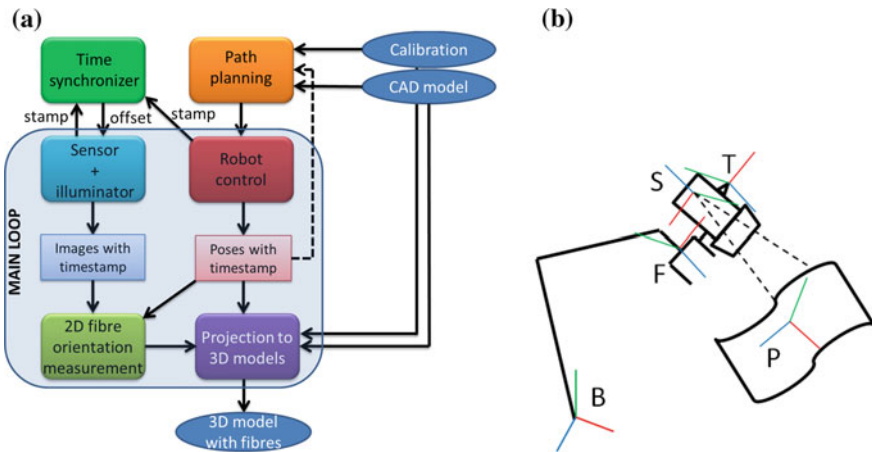 (a)
(b)
Time
synchronizer
Path
planning
Calibration
CAD model
stamp
offset
stamp
Sensor
+
illuminator
Robot
control
MAIN LOOP
Images with
timestamp
Poses with
timestamp
2D fibre
orientation
measurement
Projection to
3D models
3D model
with fibres
S
T
F
P
B